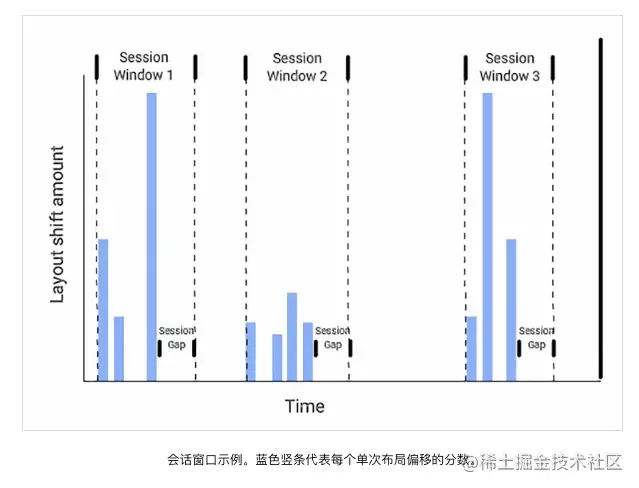 Session
Window 1
Session
Window 2
Session
Window 3
Layout shift amount
Session
Gap
Session
Gap
Session
Gap
Time
会话窗口示例。蓝色竖条代表每个单次布局偏移的分数。
@稀土掘金技术社区